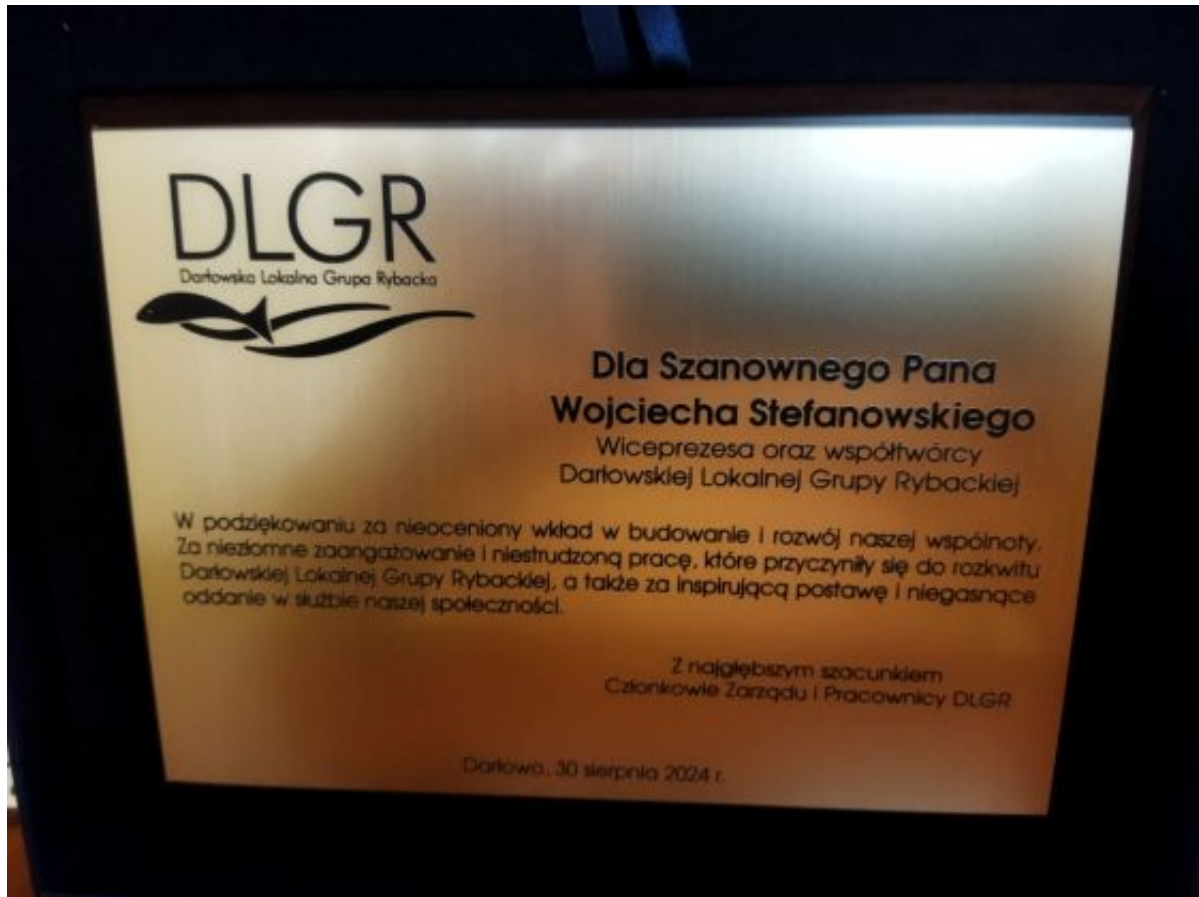 DLGR
Darłowska Lokalna Grupa Rybacka
Dla Szanownego Pana
Wojciecha Stefanowskiego
Wiceprezesa oraz współtwórcy
Darłowskiej Lokalnej Grupy Rybackiej
W podziękowaniu za nieoceniony wkład w budowanie i rozwój naszej wspólnoty.
Za niezłomne zaangażowanie i niestrudzoną pracę, które przyczyniły się do rozkwitu
Darłowskiej Lokalnej Grupy Rybackiej, a także za inspirującą postawę i niegasnące
oddanie w służbie naszej społeczności.
Z najgłębszym szacunkiem
Członkowie Zarządu i Pracownicy DLGR
Darłowo, 30 sierpnia 2024 r.